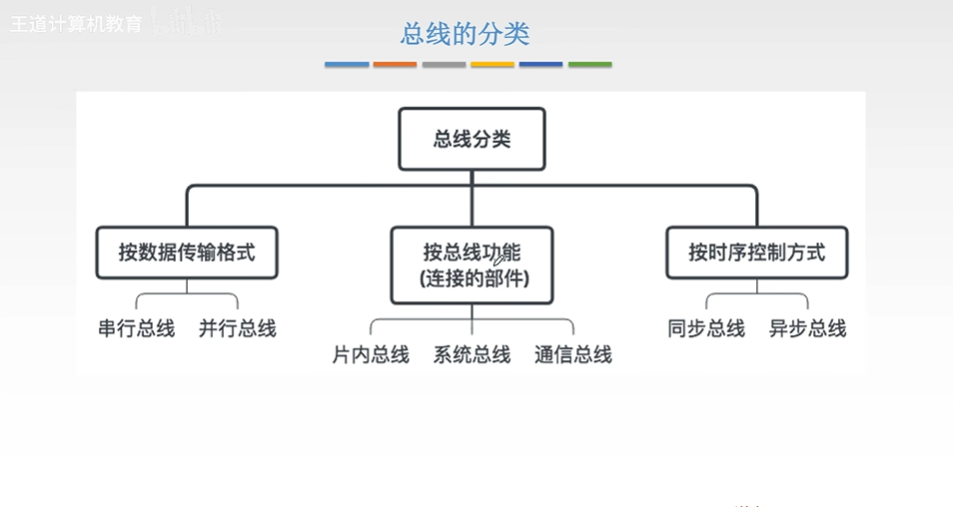 王道计算机教育
总线的分类
总线分类
按数据传输格式
按总线功能
(连接的部件)
按时序控制方式
串行总线 并行总线
同步总线 异步总线
片内总线 系统总线 通信总线